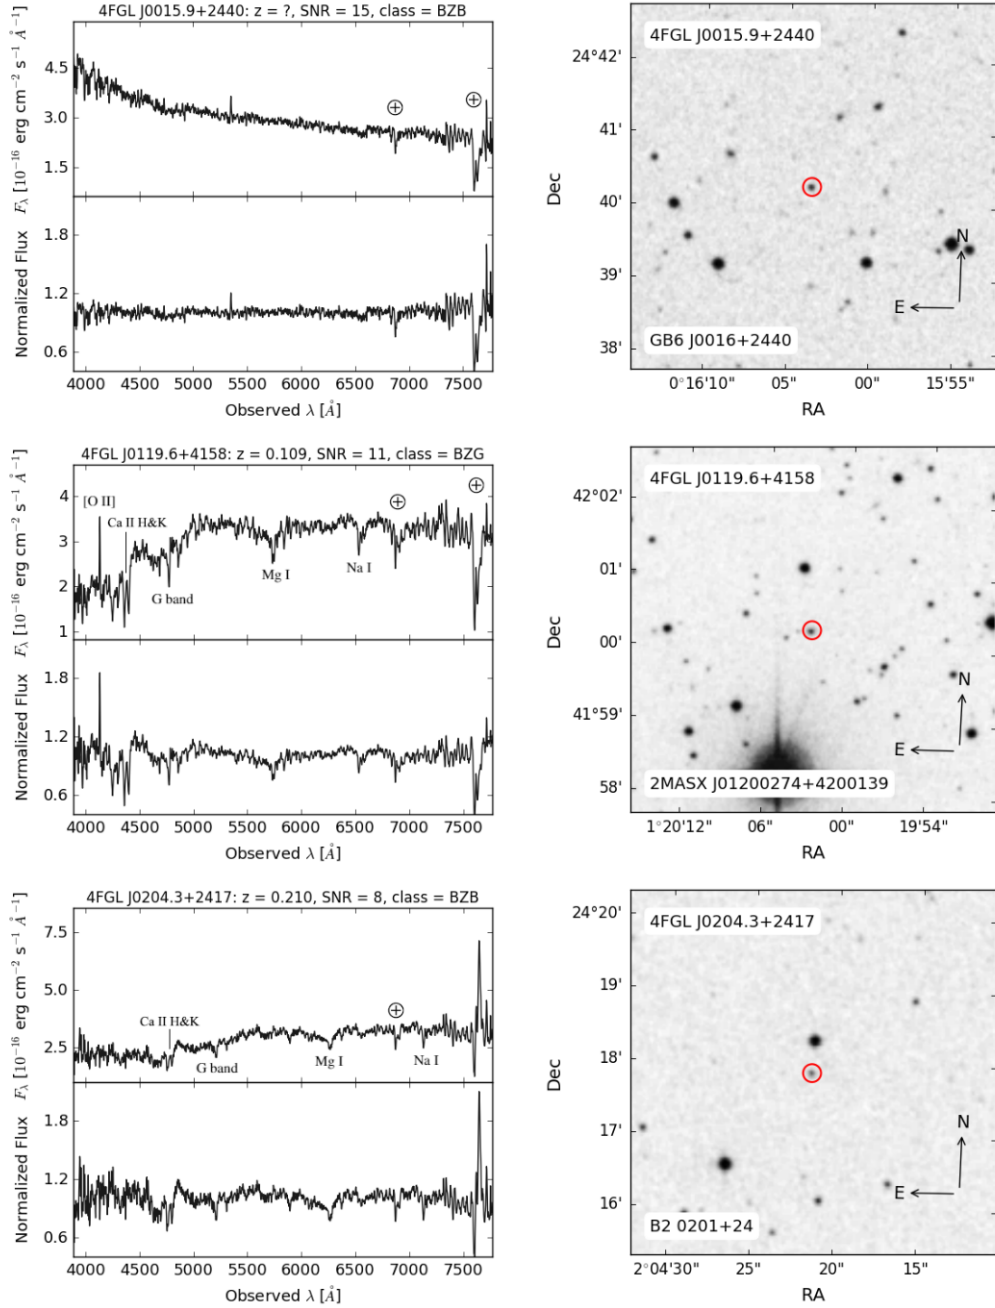 4FGL J0015.9+2440: z = ?, SNR = 15, class = BZB
F_λ [10^{-16} erg cm^{-2} s^{-1} Å^{-1}]
4.5
3.0
1.5
⊕
⊕
Normalized Flux
1.8
1.2
0.6
4000 4500 5000 5500 6000 6500 7000 7500
Observed λ [Å]
4FGL J0015.9+2440
Dec
24°42'
41'
40'
39'
38'
N
E
GB6 J0016+2440
0°16'10" 05" 00" 15'55"
RA
4FGL J0119.6+4158: z = 0.109, SNR = 11, class = BZG
F_λ [10^{-16} erg cm^{-2} s^{-1} Å^{-1}]
4
3
2
1
[O II]
Ca II H&K
G band
Mg I
Na I
⊕
⊕
Normalized Flux
1.8
1.2
0.6
4000 4500 5000 5500 6000 6500 7000 7500
Observed λ [Å]
4FGL J0119.6+4158
Dec
42°02'
01'
00'
41°59'
58'
N
E
2MASX J01200274+4200139
1°20'12" 06" 00" 19'54"
RA
4FGL J0204.3+2417: z = 0.210, SNR = 8, class = BZB
F_λ [10^{-16} erg cm^{-2} s^{-1} Å^{-1}]
7.5
5.0
2.5
Ca II H&K
G band
Mg I
Na I
⊕
Normalized Flux
1.8
1.2
0.6
4000 4500 5000 5500 6000 6500 7000 7500
Observed λ [Å]
4FGL J0204.3+2417
Dec
24°20'
19'
18'
17'
16'
N
E
B2 0201+24
2°04'30" 25" 20" 15"
RA